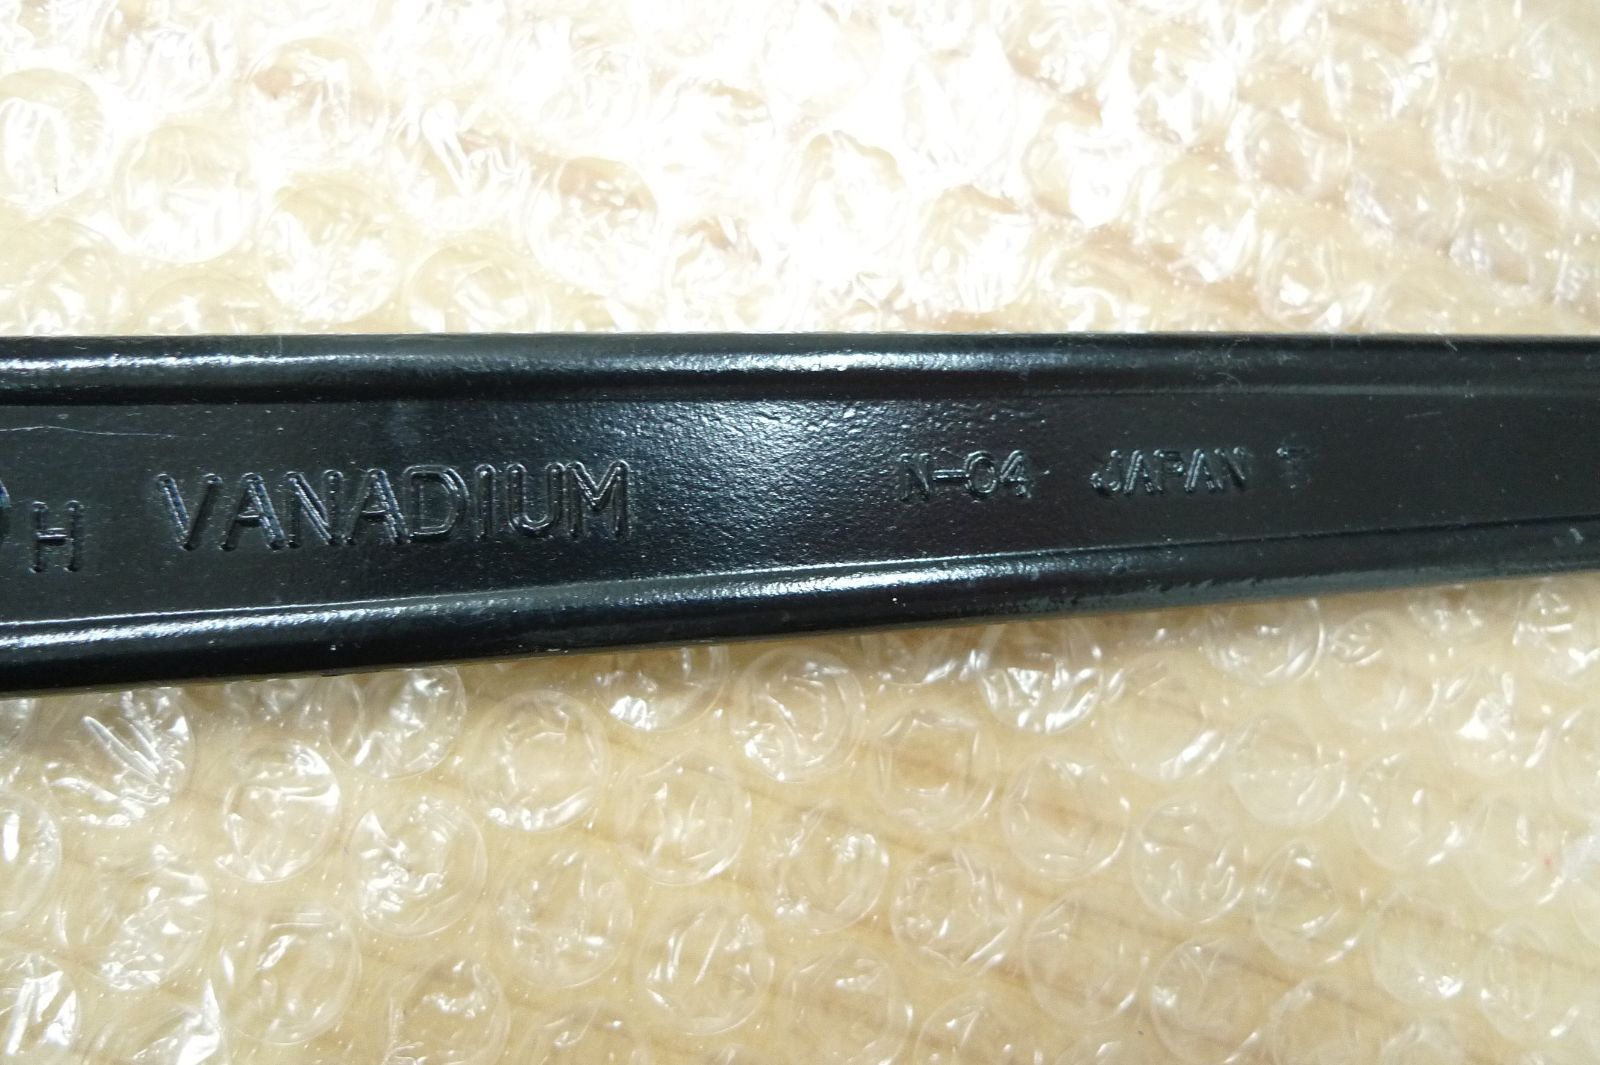 H VANADIUM N-04 JAPAN T